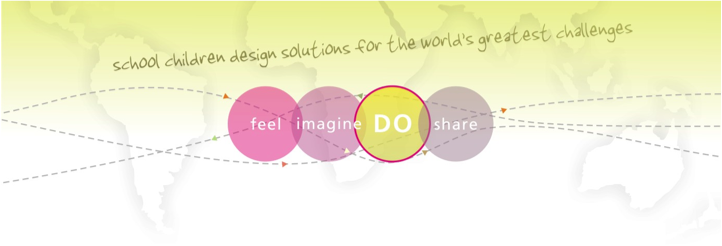 school children design solutions for the world's greatest challenges
feel imagine DO share